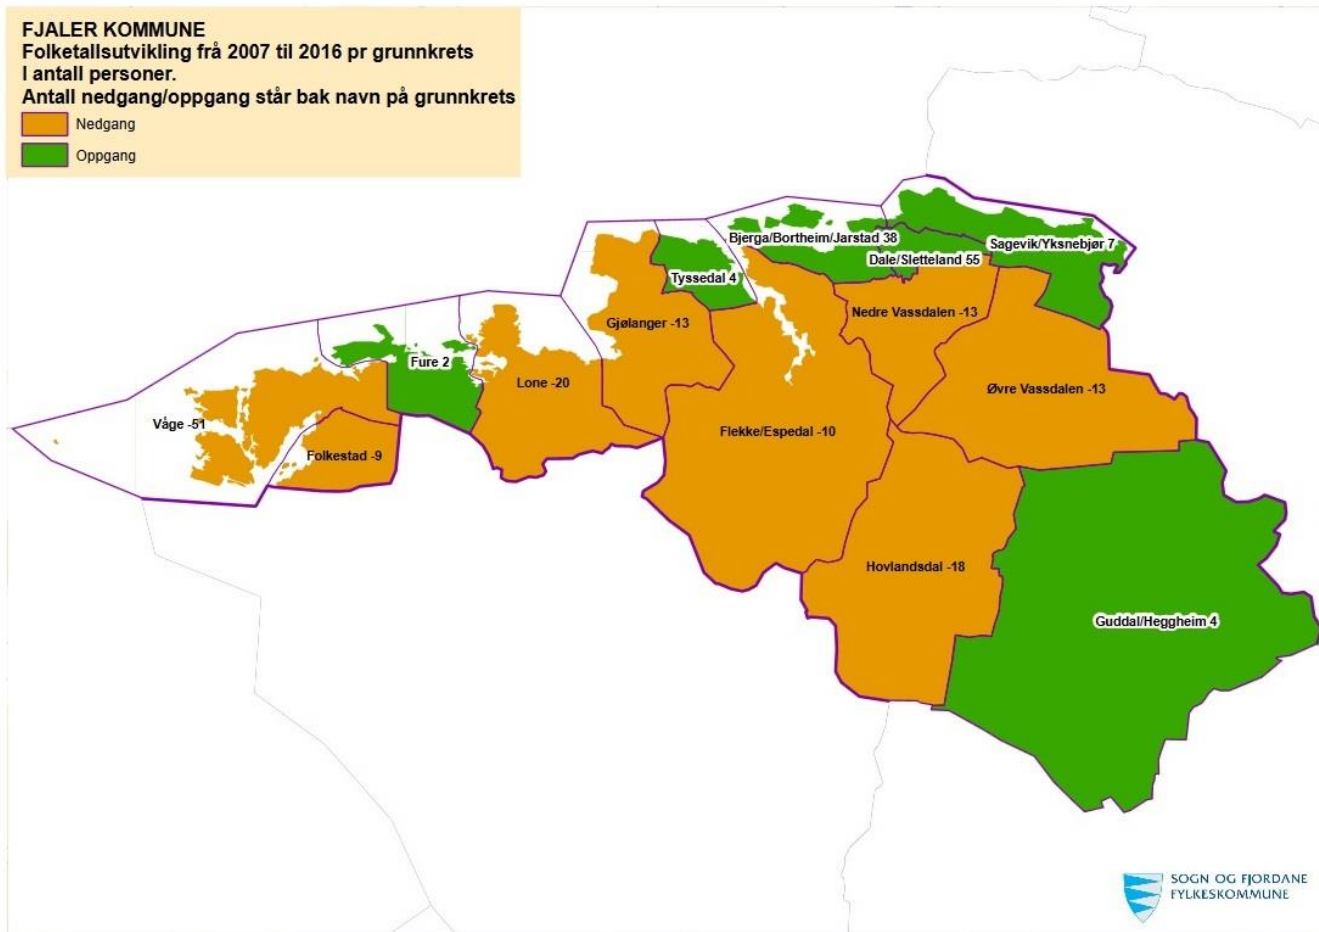 FJALER KOMMUNE
Folketallsutvikling frå 2007 til 2016 pr grunnkrets
I antall personer.
Antall nedgang/oppgang står bak navn på grunnkrets
Nedgang
Oppgang
Bjerga/Bortheim/Jarstad 38
Sagevik/Yksnebjør 7
Dale/Sletteland 55
Tyssedal 4
Nedre Vassdalen -13
Gjølanger -13
Fure 2
Lone -20
Øvre Vassdalen -13
Våge -51
Flekke/Espedal -10
Folkestad -9
Hovlandsdal -18
Guddal/Heggheim 4
SOGN OG FJORDANE
FYLKESKOMMUNE